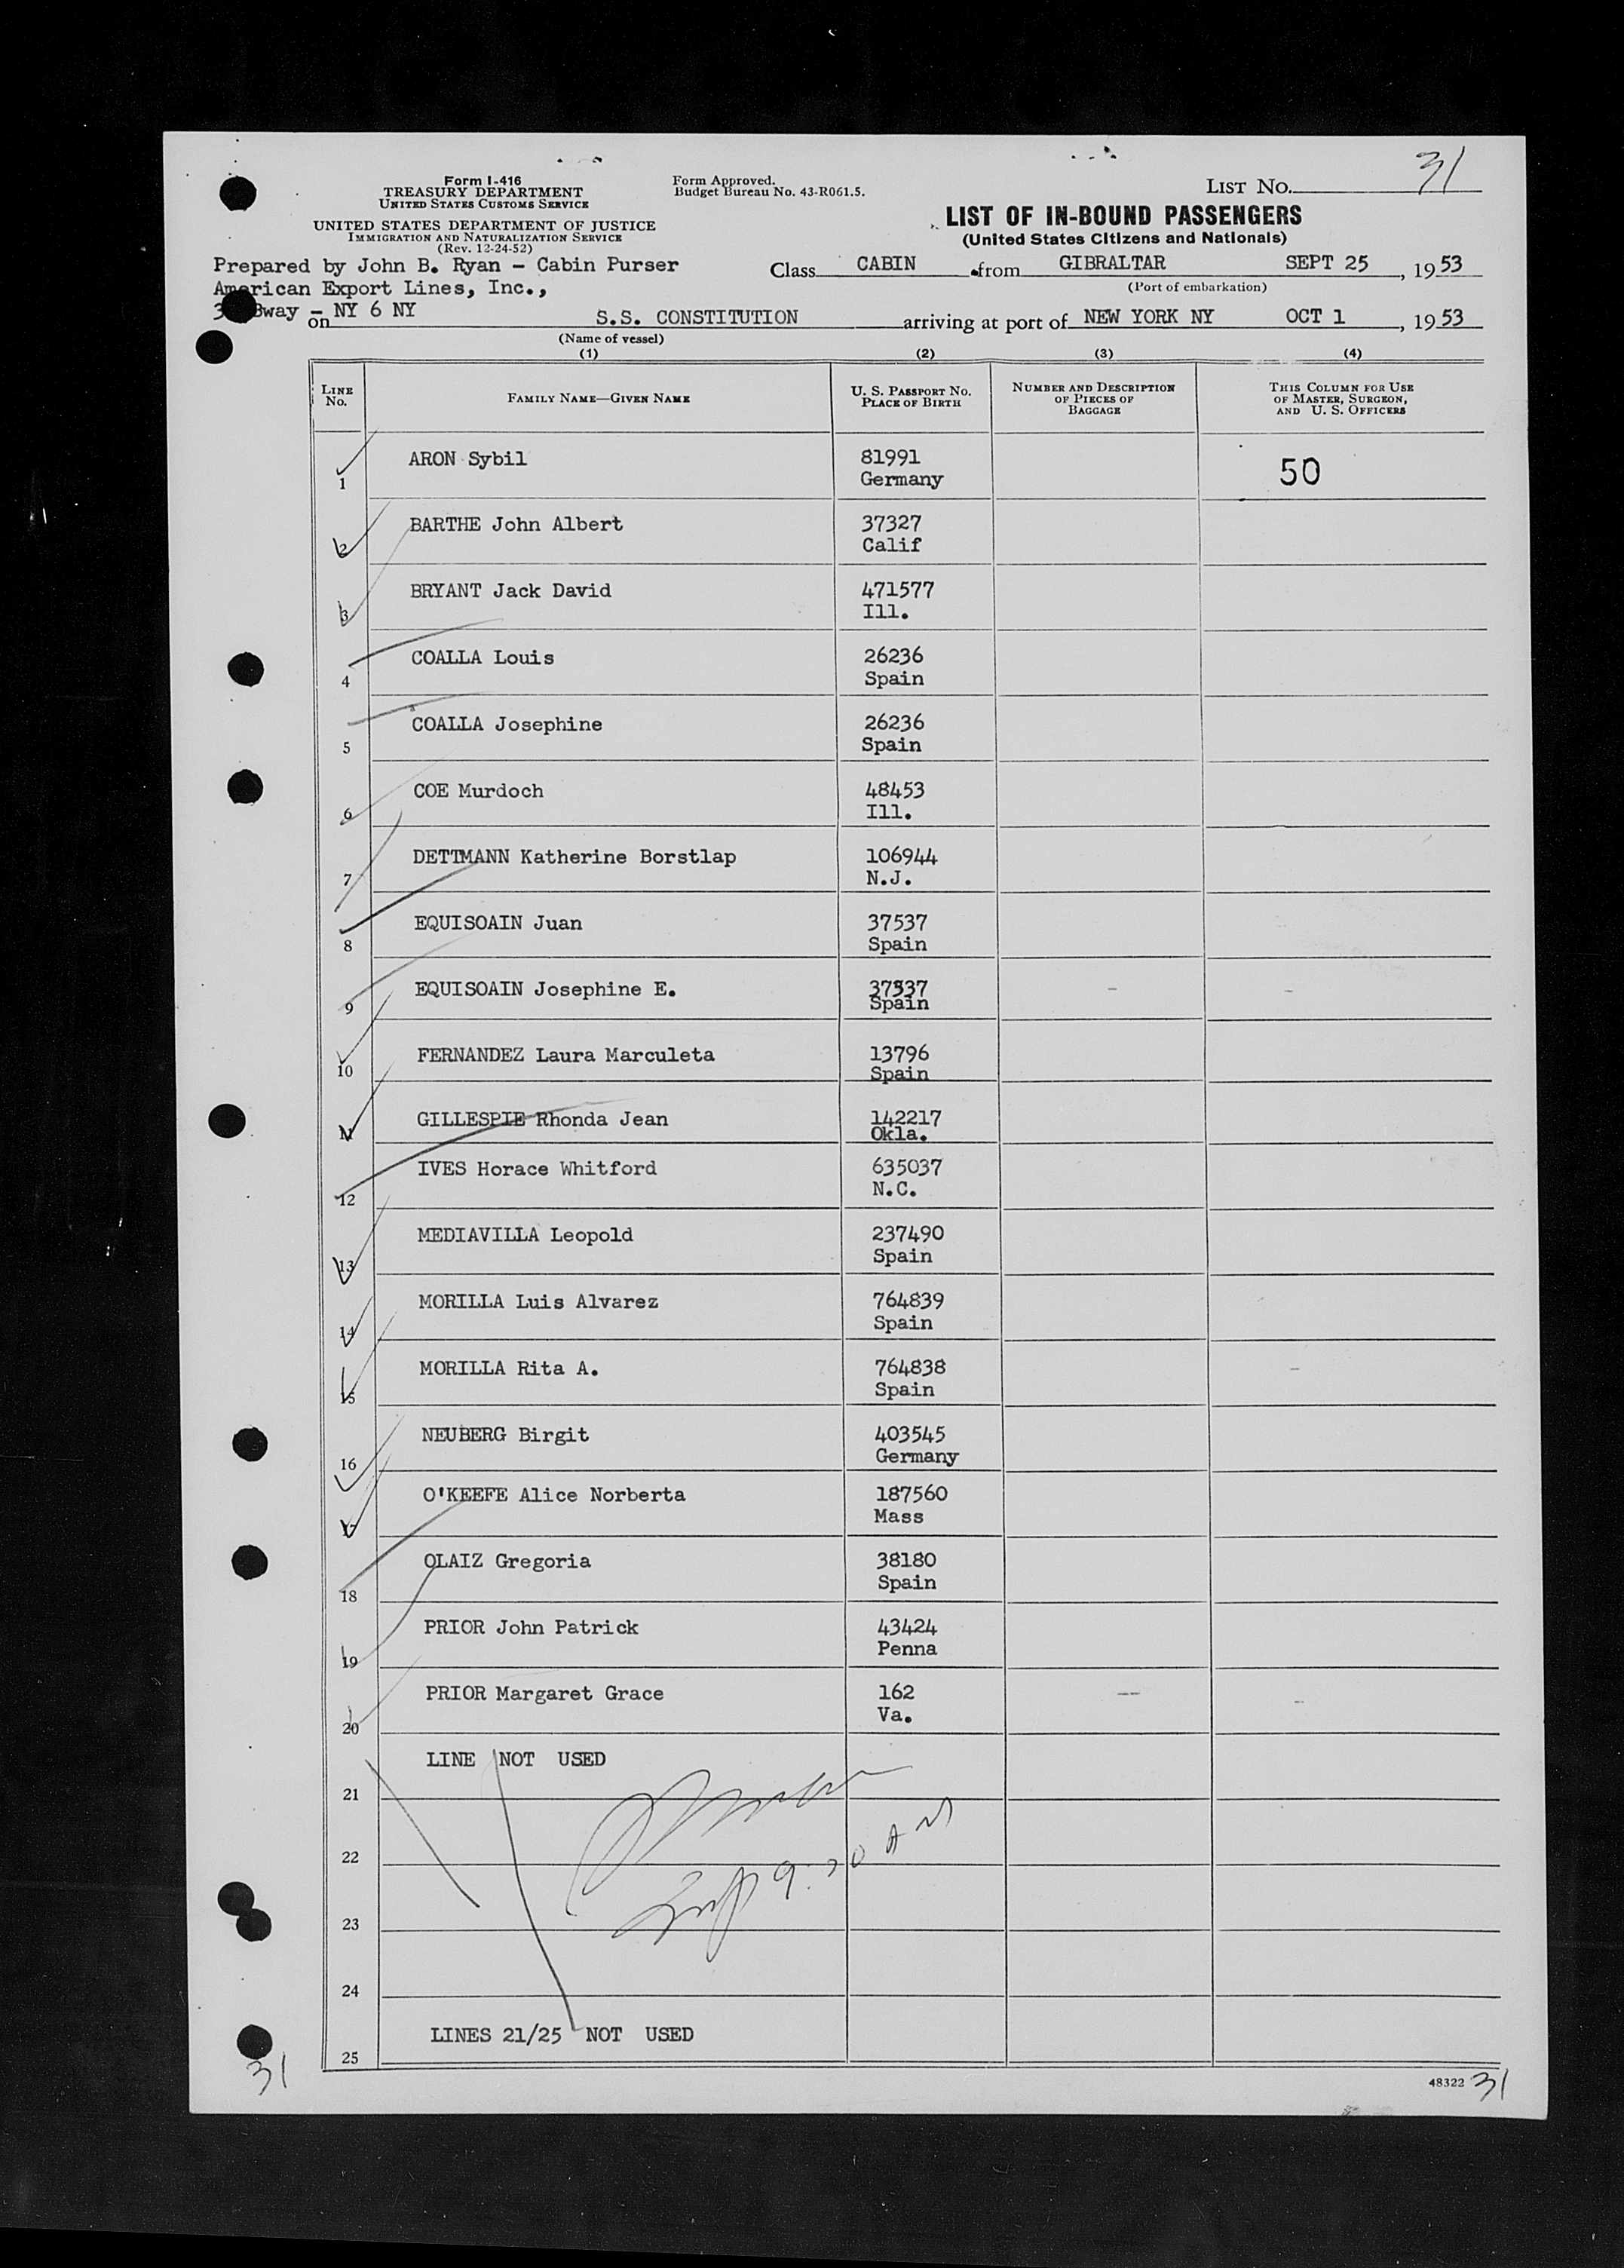 31
Form I-416
TREASURY DEPARTMENT
UNITED STATES CUSTOMS SERVICE
Form Approved.
Budget Bureau No. 43-R061.5.
LIST NO.
UNITED STATES DEPARTMENT OF JUSTICE
IMMIGRATION AND NATURALIZATION SERVICE
(Rev. 12-24-52)
LIST OF IN-BOUND PASSENGERS
(United States Citizens and Nationals)
Prepared by John B. Ryan - Cabin Purser
American Export Lines, Inc.,
Bway - NY 6 NY
Class CABIN from GIBRALTAR SEPT 25, 1953
(Port of embarkation)
on S.S. CONSTITUTION arriving at port of NEW YORK NY OCT 1, 1953
(Name of vessel)
(1) (2) (3) (4)
LINE NO.
FAMILY NAME—GIVEN NAME
U. S. PASSPORT NO.
PLACE OF BIRTH
NUMBER AND DESCRIPTION
OF PIECES OF
BAGGAGE
THIS COLUMN FOR USE
OF MASTER, SURGEON,
AND U. S. OFFICERS
1 ARON Sybil 81991
Germany
50
2 BARTHE John Albert 37327
Calif
3 BRYANT Jack David 471577
Ill.
4 COALLA Louis 26236
Spain
5 COALLA Josephine 26236
Spain
6 COE Murdoch 48453
Ill.
7 DETTMANN Katherine Borstlap 106944
N.J.
8 EQUISOAIN Juan 37537
Spain
9 EQUISOAIN Josephine E. 37537
Spain
10 FERNANDEZ Laura Marculeta 13796
Spain
11 GILLESPIE Rhonda Jean 142217
Okla.
12 IVES Horace Whitford 635037
N.C.
13 MEDIAVILLA Leopold 237490
Spain
14 MORILLA Luis Alvarez 764839
Spain
15 MORILLA Rita A. 764838
Spain
16 NEUBERG Birgit 403545
Germany
17 O'KEEFE Alice Norberta 187560
Mass
18 OLAIZ Gregoria 38180
Spain
19 PRIOR John Patrick 43424
Penna
20 PRIOR Margaret Grace 162
Va.
21 LINE NOT USED
22
23
24
25 LINES 21/25 NOT USED
31
48322 31